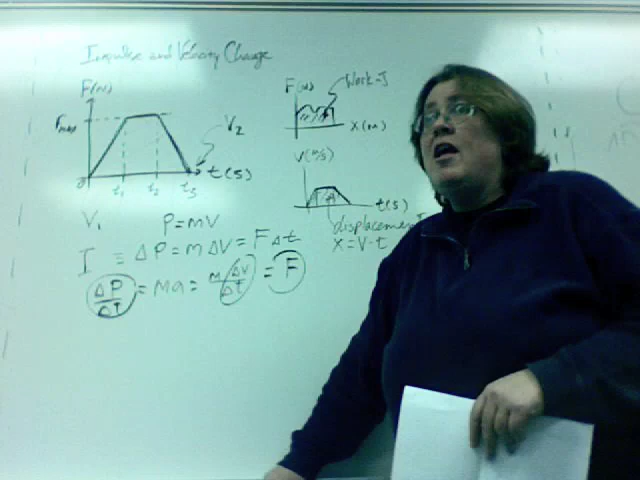 Impulse and Velocity Change
F(N)
Fmax
V2
0
t1
t2
t3
t(s)
F(N)
Work-J
X(m)
V(m/s)
t(s)
displacement
X=V·t
V1
P=mV
I ≡ ΔP=mΔV=FΔt
ΔP/ΔT = ma = m ΔV/Δt = F